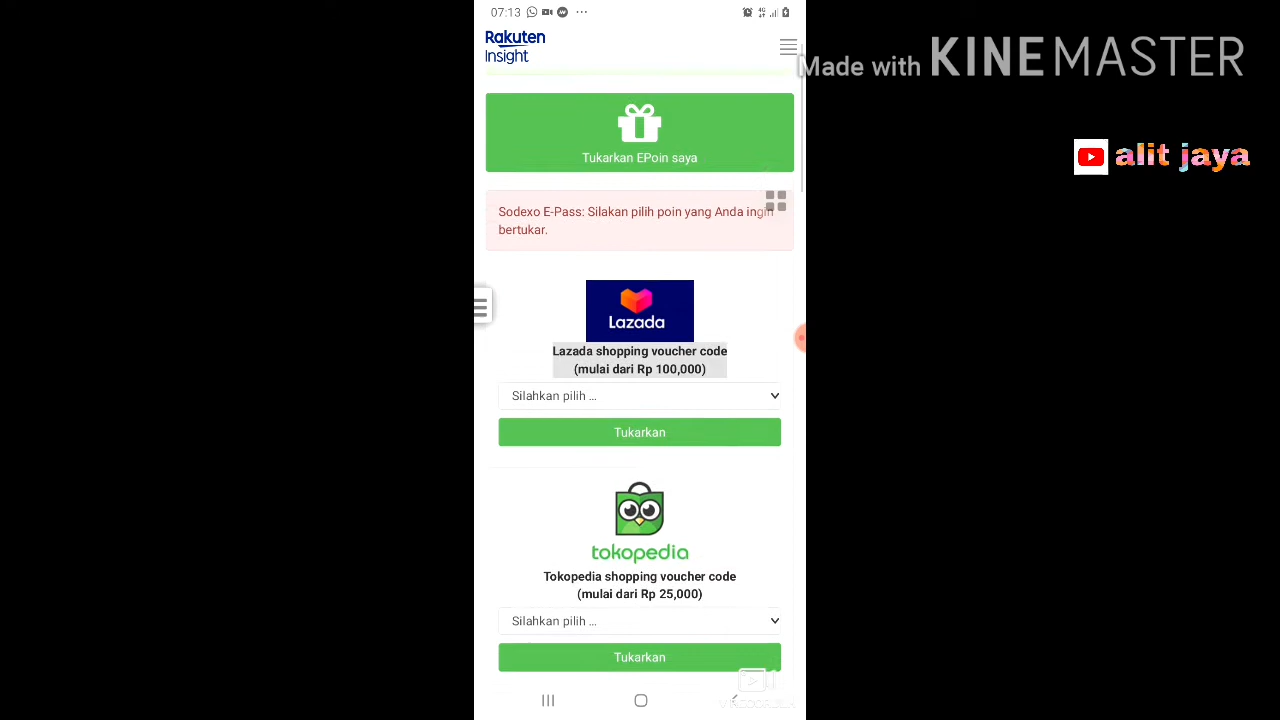 07:13
Rakuten
Insight
Made with KINEMASTER
alit jaya
Tukarkan EPoin saya
Sodexo E-Pass: Silakan pilih poin yang Anda ingin
bertukar.
Lazada
Lazada shopping voucher code
(mulai dari Rp 100,000)
Silahkan pilih ...
Tukarkan
tokopedia
Tokopedia shopping voucher code
(mulai dari Rp 25,000)
Silahkan pilih ...
Tukarkan